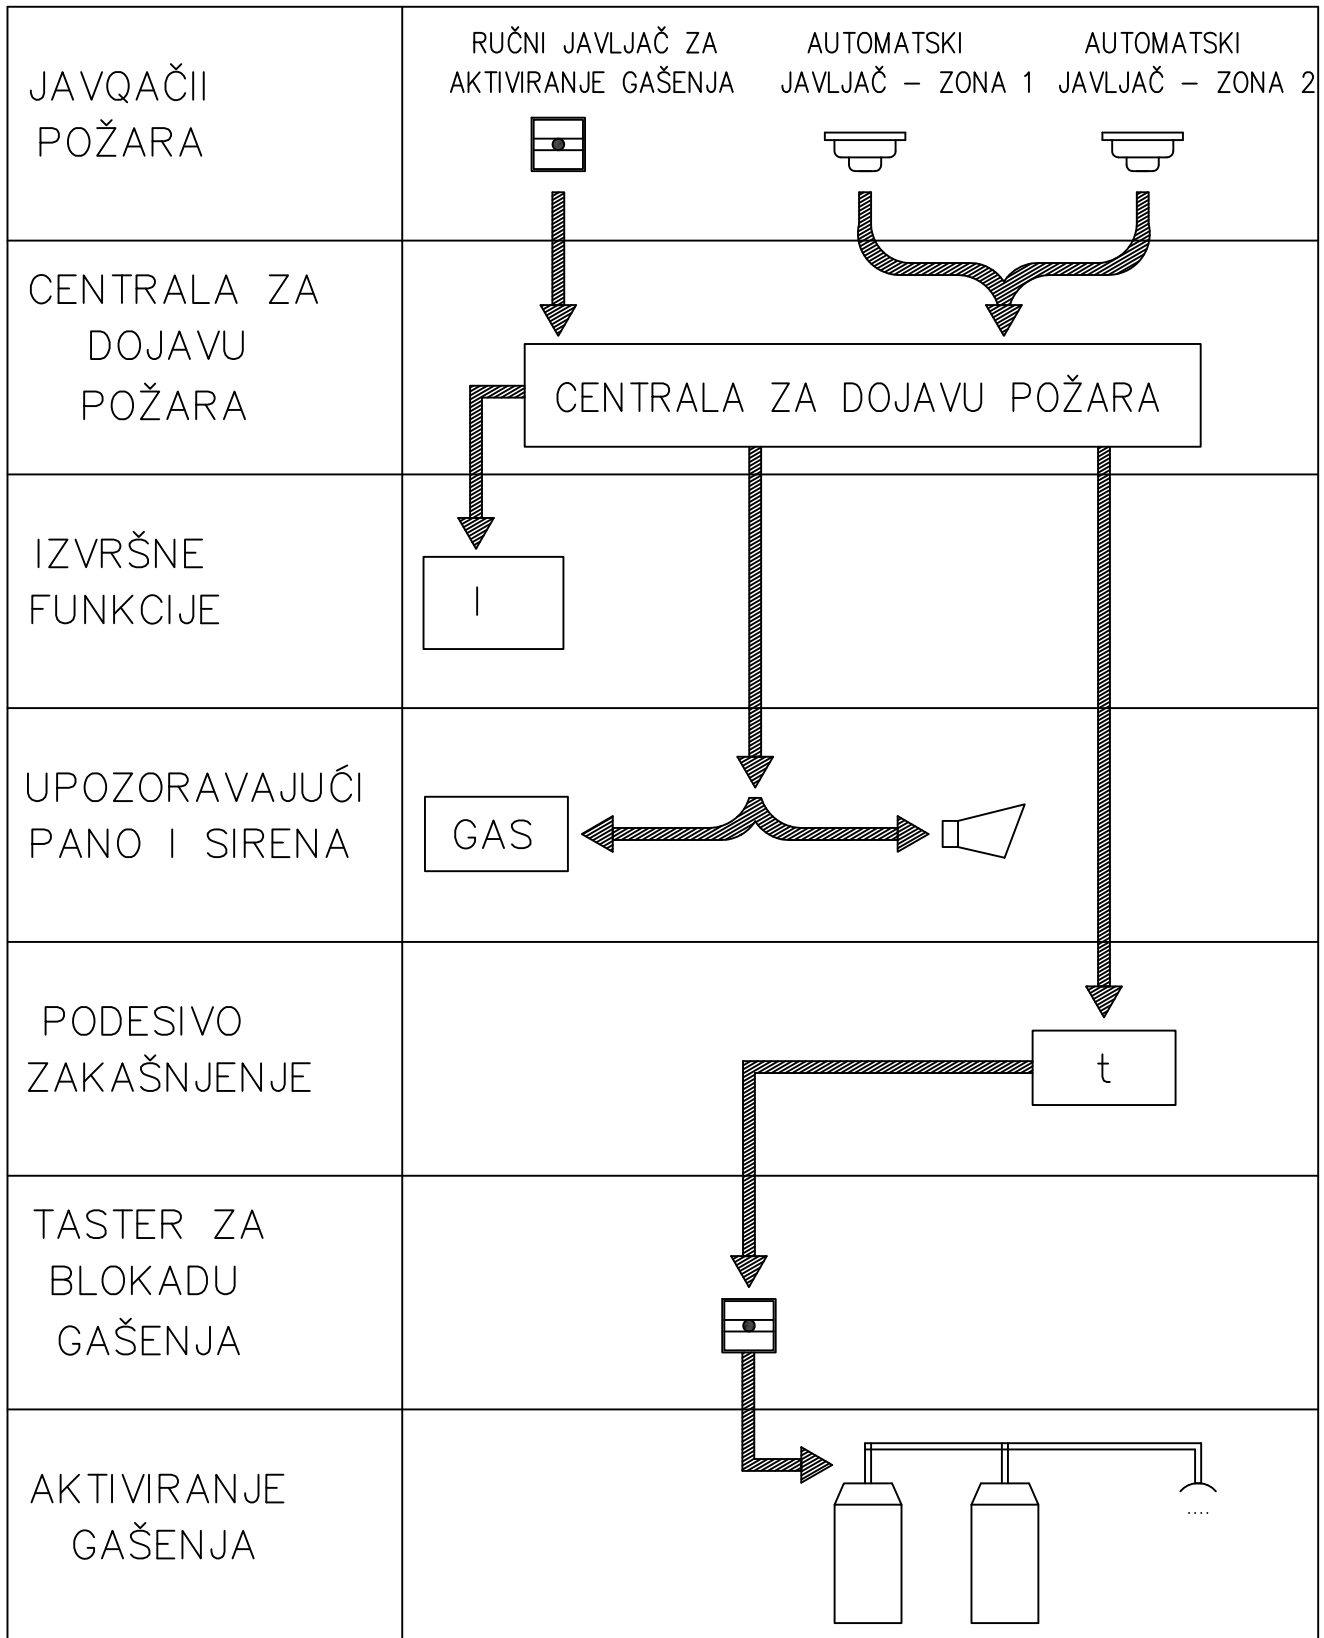 JAVQAČII
POŽARA
RUČNI JAVLJAČ ZA
AKTIVIRANJE GAŠENJA
AUTOMATSKI
JAVLJAČ – ZONA 1
AUTOMATSKI
JAVLJAČ – ZONA 2
CENTRALA ZA
DOJAVU
POŽARA
CENTRALA ZA DOJAVU POŽARA
IZVRŠNE
FUNKCIJE
I
UPOZORAVAJUĆI
PANO I SIRENA
GAS
PODESIVO
ZAKAŠNJENJE
t
TASTER ZA
BLOKADU
GAŠENJA
AKTIVIRANJE
GAŠENJA